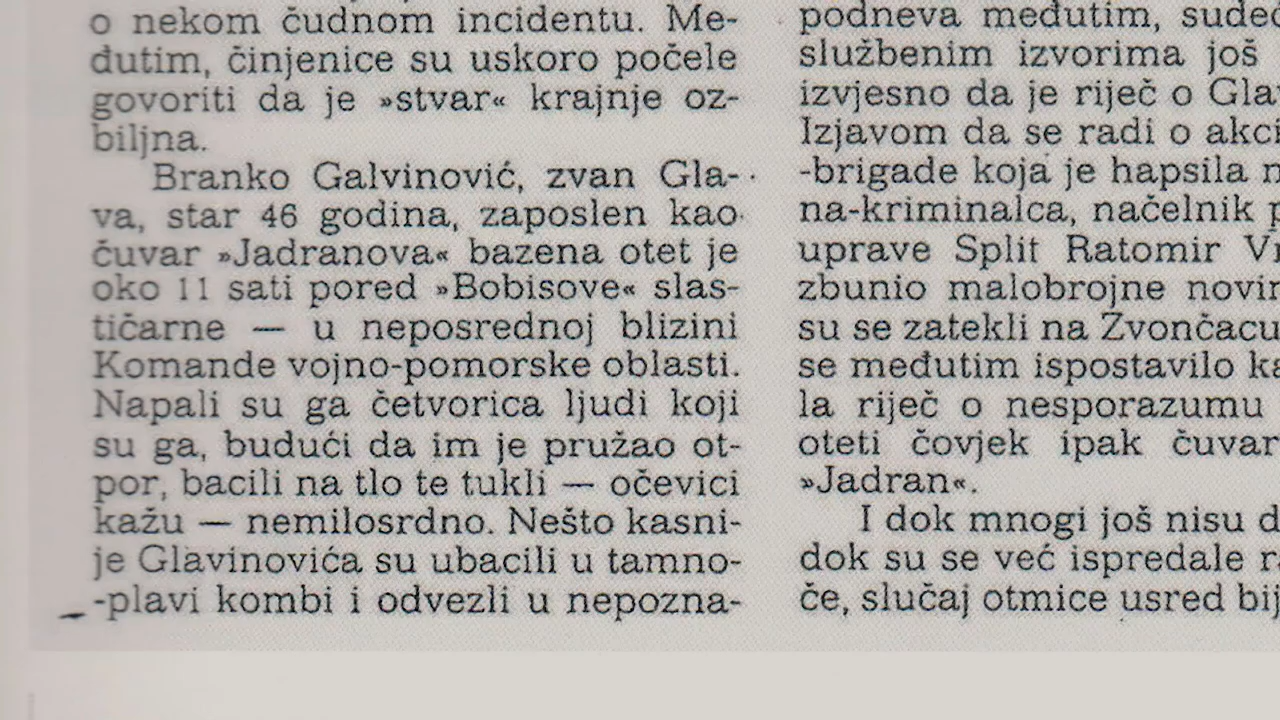 o nekom čudnom incidentu. Me-
đutim, činjenice su uskoro počele
govoriti da je »stvar« krajnje oz-
biljna.
Branko Galvinović, zvan Gla-
va, star 46 godina, zaposlen kao
čuvar »Jadranova« bazena otet je
oko 11 sati pored »Bobisove« slas-
tičarne — u neposrednoj blizini
Komande vojno-pomorske oblasti.
Napali su ga četvorica ljudi koji
su ga, budući da im je pružao ot-
por, bacili na tlo te tukli — očevici
kažu — nemilosrdno. Nešto kasni-
je Glavinovića su ubacili u tamno-
-plavi kombi i odvezli u nepozna-
podneva međutim,
službenim izvorima još
izvjesno da je riječ o
Izjavom da se radi o
-brigade koja je hapsila
na-kriminalca, načelnik
uprave Split Ratomir
zbunio malobrojne
su se zatekli na Zvončacu
se međutim ispostavilo
la riječ o nesporazumu
oteti čovjek ipak čuvar
»Jadran«.
I dok mnogi još nisu
dok su se već ispredale
če, slučaj otmice usred